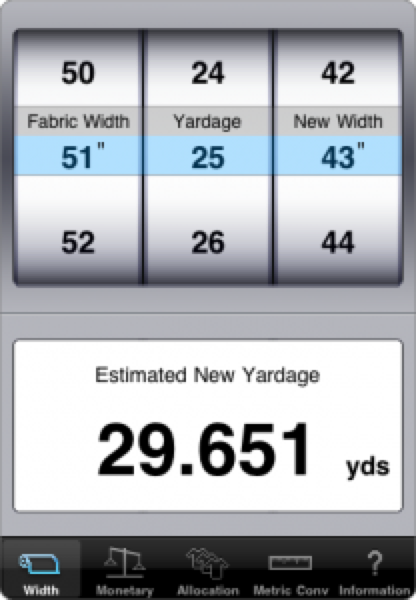 50 24 42
Fabric Width Yardage New Width
51" 25 43"
52 26 44
Estimated New Yardage
29.651 yds
Width Monetary Allocation Metric Conv ? Information